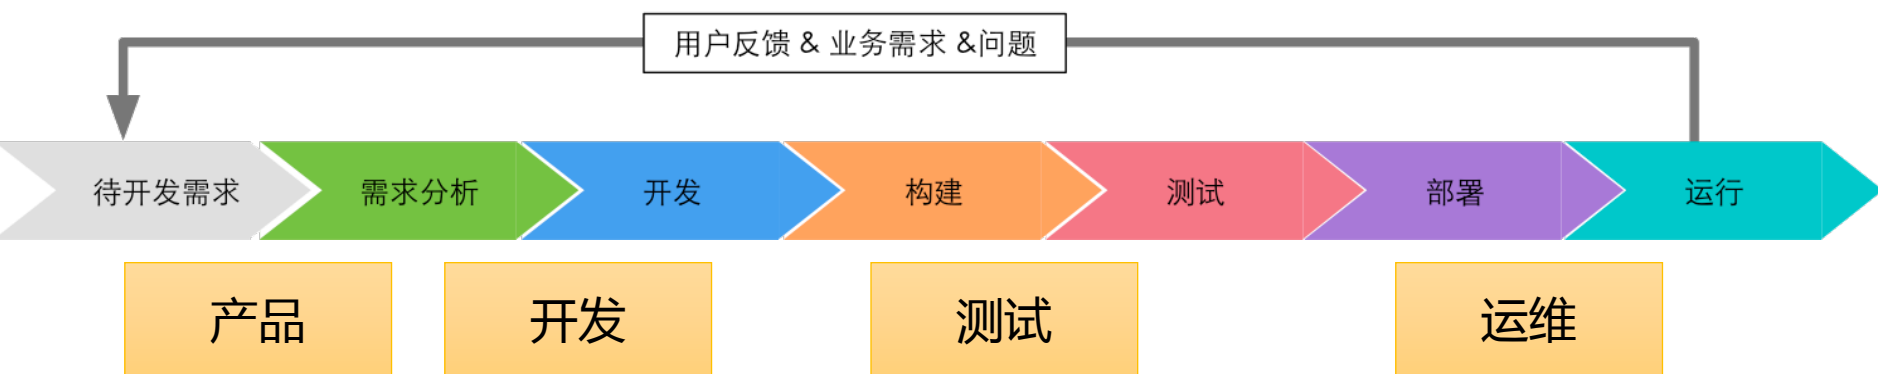 用户反馈 & 业务需求 &问题
待开发需求
需求分析
开发
构建
测试
部署
运行
产品
开发
测试
运维